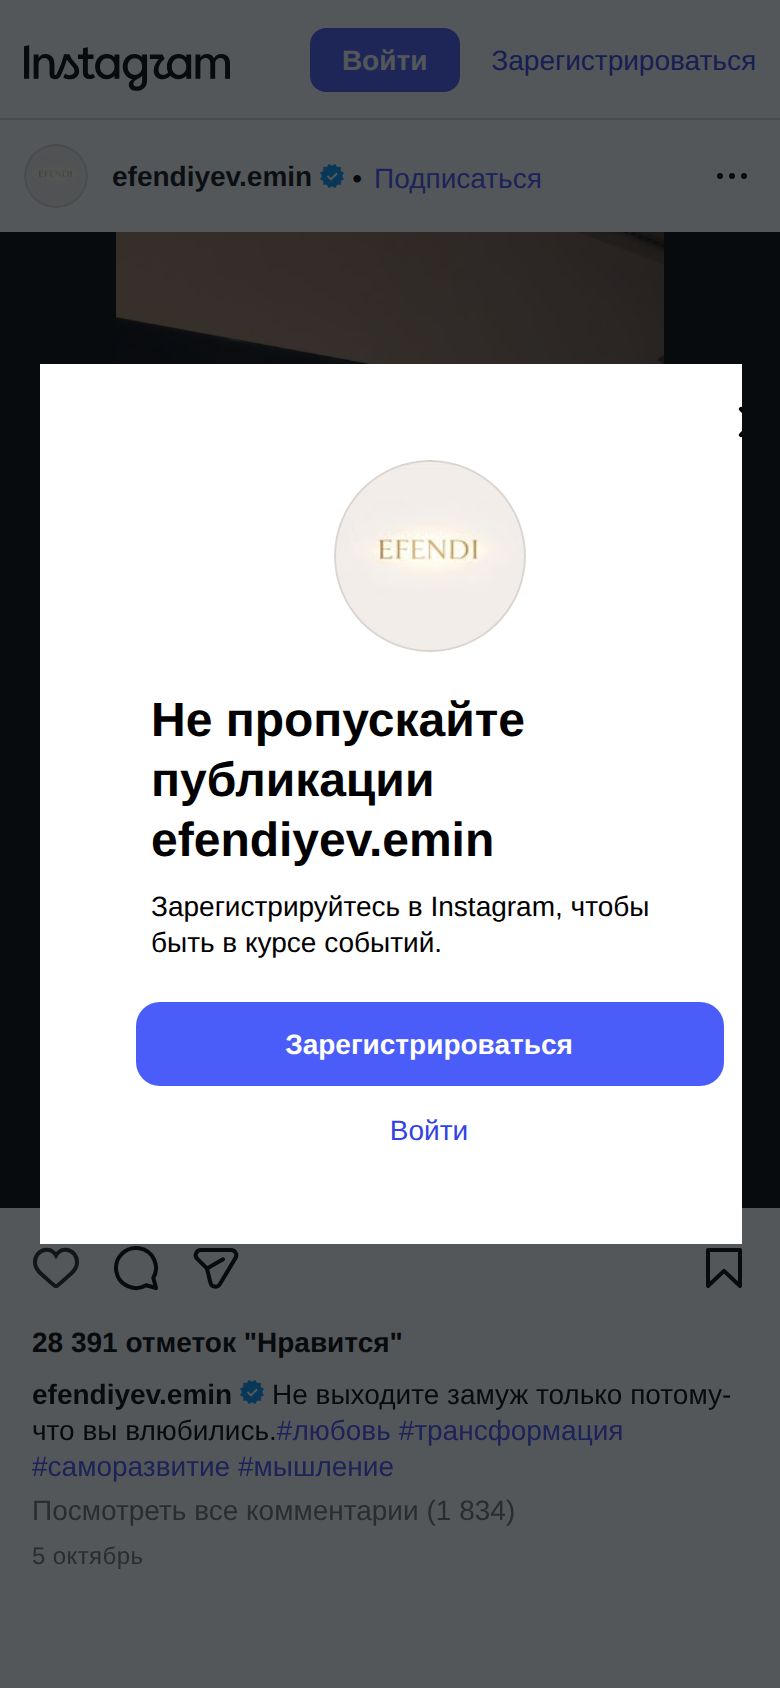 Instagram
Войти
Зарегистрироваться
EFENDI
efendiyev.emin • Подписаться
EFENDI
Не пропускайте
публикации
efendiyev.emin
Зарегистрируйтесь в Instagram, чтобы
быть в курсе событий.
Зарегистрироваться
Войти
28 391 отметок "Нравится"
efendiyev.emin Не выходите замуж только потому-
что вы влюбились.#любовь #трансформация
#саморазвитие #мышление
Посмотреть все комментарии (1 834)
5 октябрь